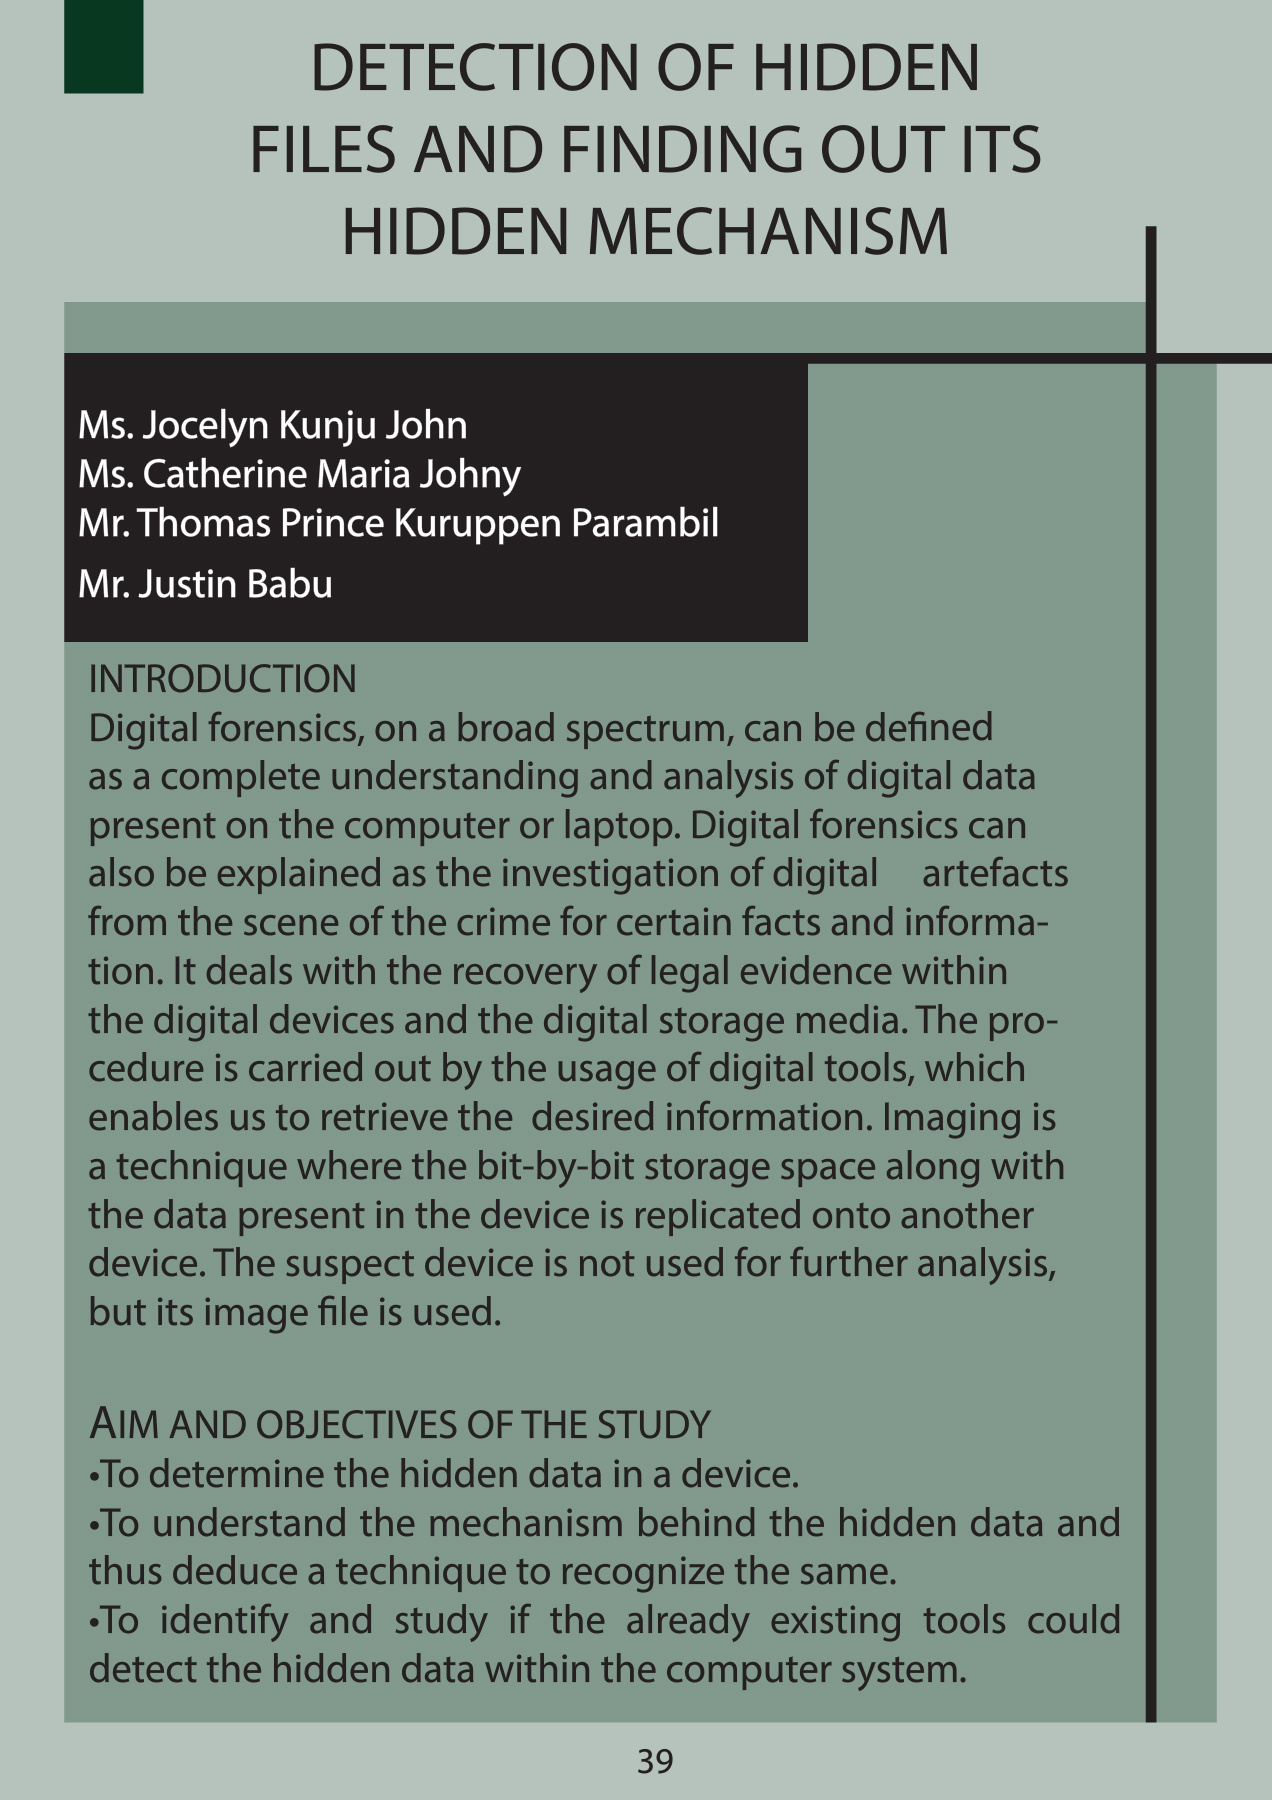 DETECTION OF HIDDEN
FILES AND FINDING OUT ITS
HIDDEN MECHANISM
Ms. Jocelyn Kunju John
Ms. Catherine Maria Johny
Mr. Thomas Prince Kuruppen Parambil
Mr. Justin Babu
INTRODUCTION
Digital forensics, on a broad spectrum, can be defined
as a complete understanding and analysis of digital data
present on the computer or laptop. Digital forensics can
also be explained as the investigation of digital artefacts
from the scene of the crime for certain facts and informa-
tion. It deals with the recovery of legal evidence within
the digital devices and the digital storage media. The pro-
cedure is carried out by the usage of digital tools, which
enables us to retrieve the desired information. Imaging is
a technique where the bit-by-bit storage space along with
the data present in the device is replicated onto another
device. The suspect device is not used for further analysis,
but its image file is used.
AIM AND OBJECTIVES OF THE STUDY
•To determine the hidden data in a device.
•To understand the mechanism behind the hidden data and
thus deduce a technique to recognize the same.
•To identify and study if the already existing tools could
detect the hidden data within the computer system.
39